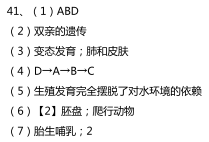 41、（1）ABD
（2）双亲的遗传
（3）变态发育；肺和皮肤
（4）D→A→B→C
（5）生殖发育完全摆脱了对水环境的依赖
（6）【2】胚盘；爬行动物
（7）胎生哺乳；2